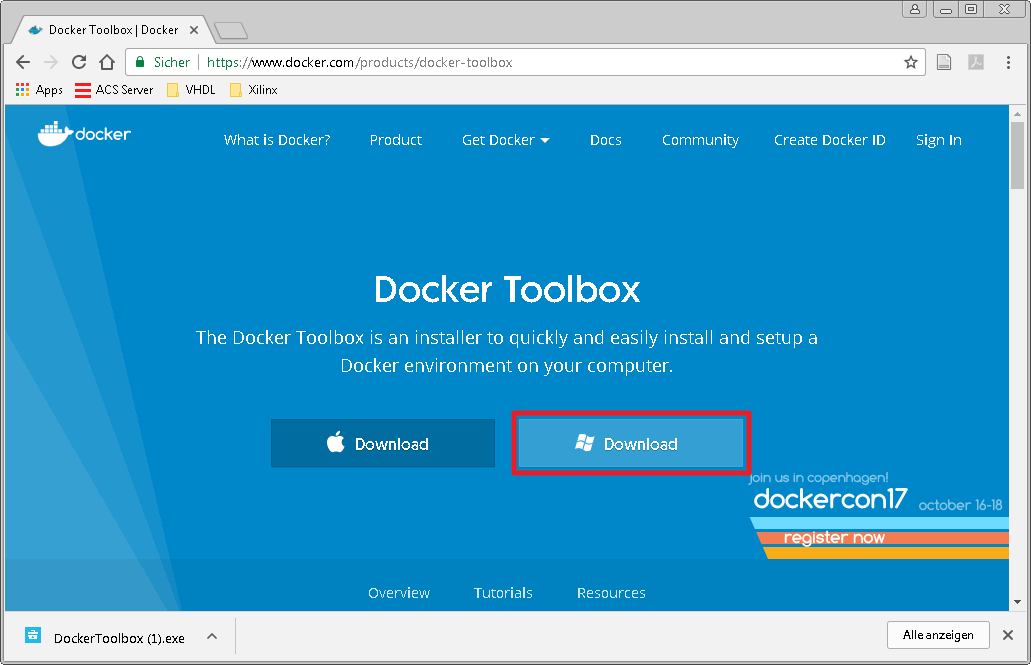 Docker Toolbox | Docker
Sicher https://www.docker.com/products/docker-toolbox
Apps ACS Server VHDL Xilinx
docker What is Docker? Product Get Docker Docs Community Create Docker ID Sign In
Docker Toolbox
The Docker Toolbox is an installer to quickly and easily install and setup a
Docker environment on your computer.
Download Download
join us in copenhagen!
dockercon17 october 16-18
register now
Overview Tutorials Resources
DockerToolbox (1).exe Alle anzeigen